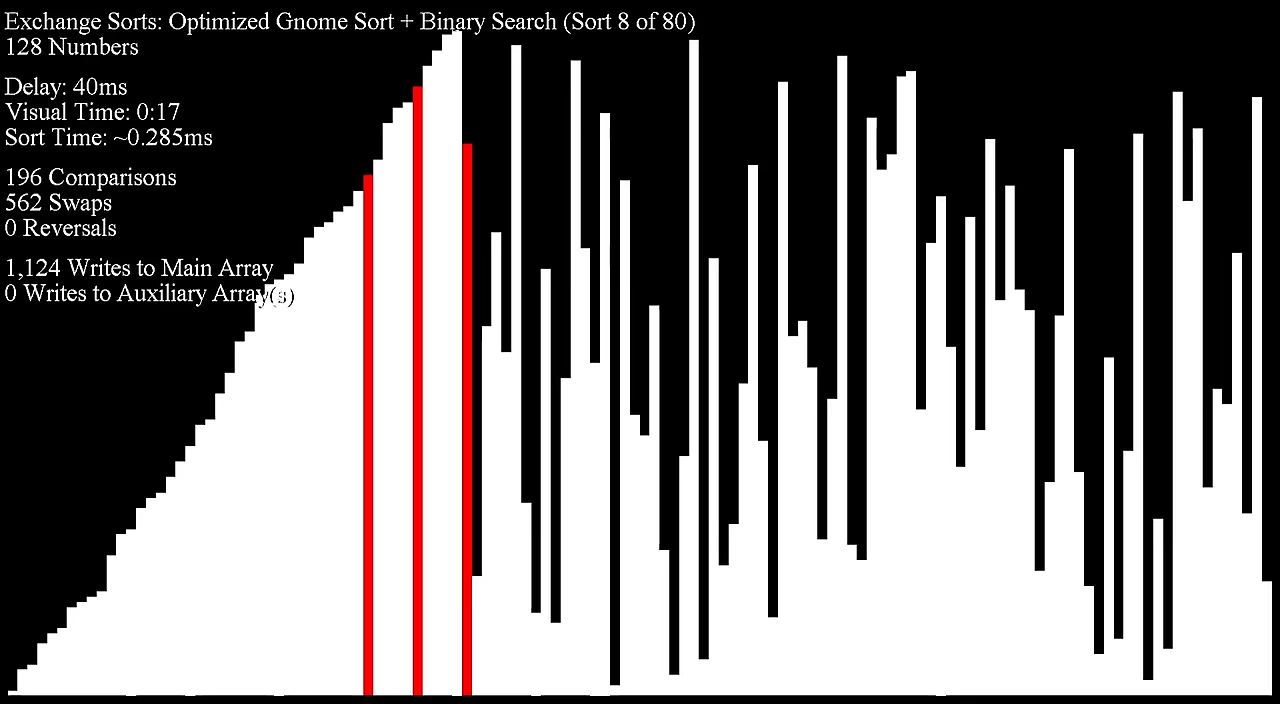 Exchange Sorts: Optimized Gnome Sort + Binary Search (Sort 8 of 80)
128 Numbers
Delay: 40ms
Visual Time: 0:17
Sort Time: ~0.285ms
196 Comparisons
562 Swaps
0 Reversals
1,124 Writes to Main Array
0 Writes to Auxiliary Array(s)